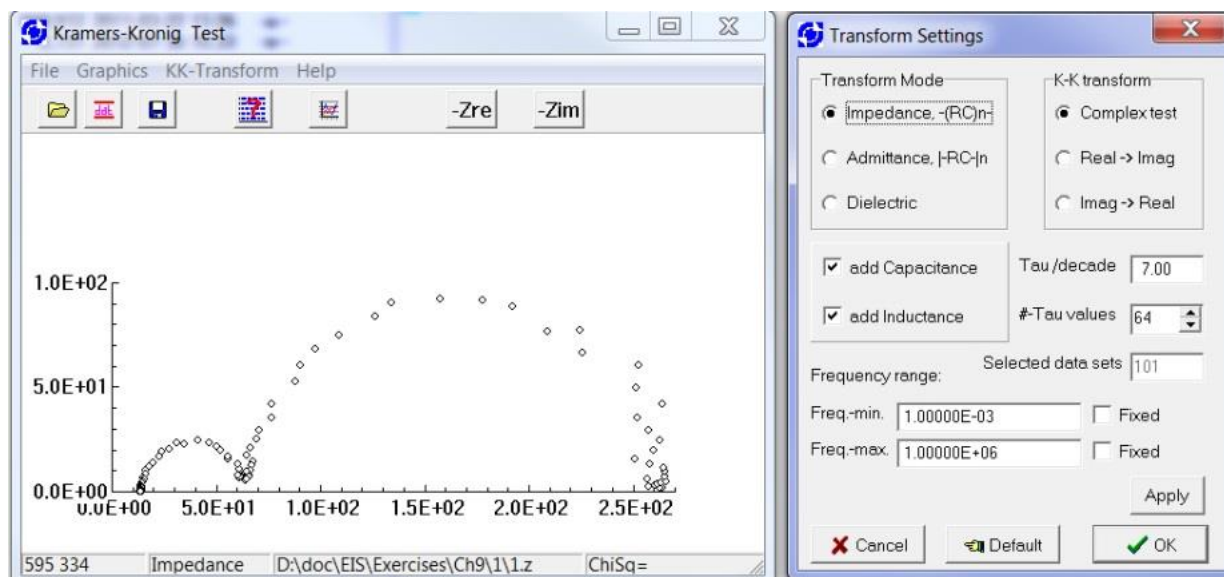 Kramers-Kronig Test
File Graphics KK-Transform Help
-Zre -Zim
1.0E+02
5.0E+01
0.0E+00
0.0E+00 5.0E+01 1.0E+02 1.5E+02 2.0E+02 2.5E+02
595 334 Impedance D:\doc\EIS\Exercises\Ch9\1\1.z ChiSq=
Transform Settings
Transform Mode
Impedance, -(RC)n-
Admittance, |-RC-|n
Dielectric
K-K transform
Complex test
Real -> Imag
Imag -> Real
add Capacitance
add Inductance
Tau /decade 7.00
#-Tau values 64
Selected data sets 101
Frequency range:
Freq.-min. 1.00000E-03 Fixed
Freq.-max. 1.00000E+06 Fixed
Apply
Cancel Default OK